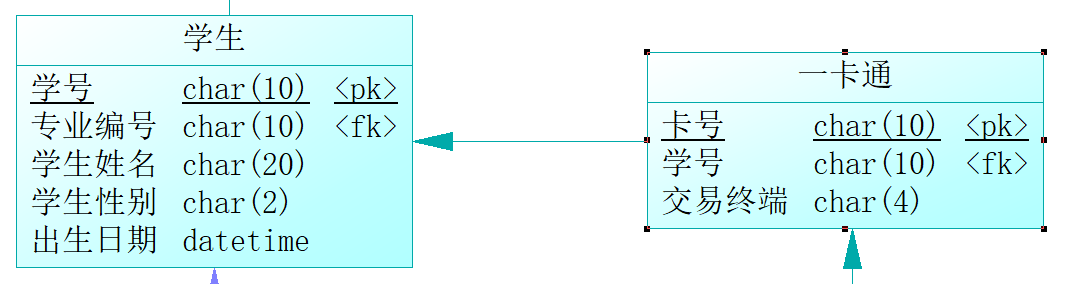 学生
学号 char(10) <pk>
专业编号 char(10) <fk>
学生姓名 char(20)
学生性别 char(2)
出生日期 datetime
一卡通
卡号 char(10) <pk>
学号 char(10) <fk>
交易终端 char(4)